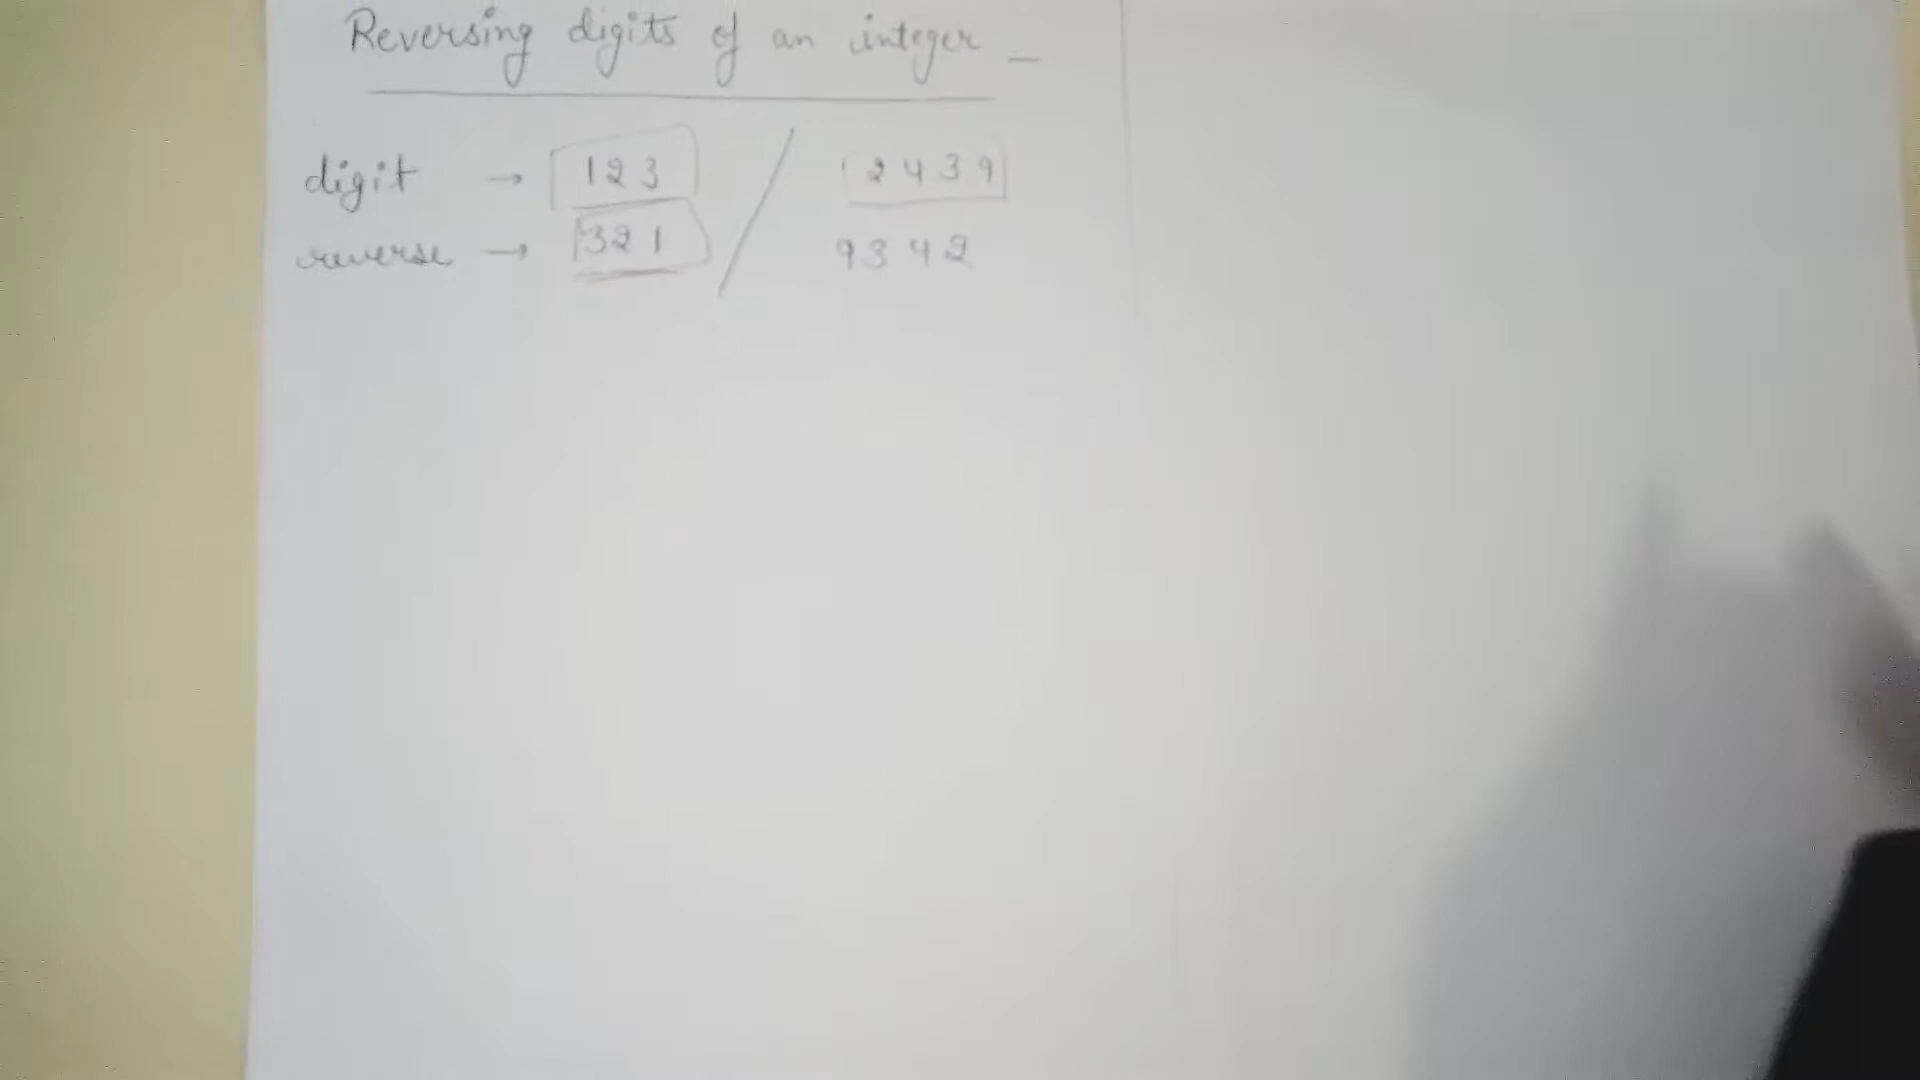 Reversing digits of an integer -
digit → 123 / 2439
reverse → 321 9342